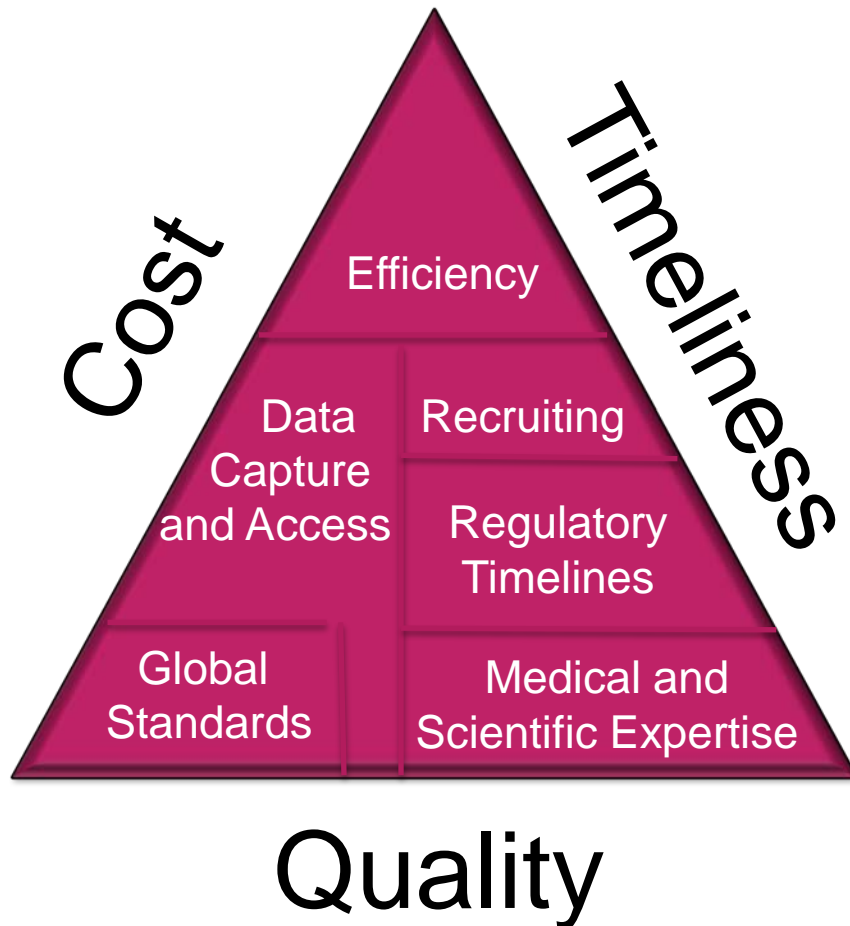 Cost
Timeliness
Efficiency
Data
Capture
and Access
Recruiting
Regulatory
Timelines
Global
Standards
Medical and
Scientific Expertise
Quality